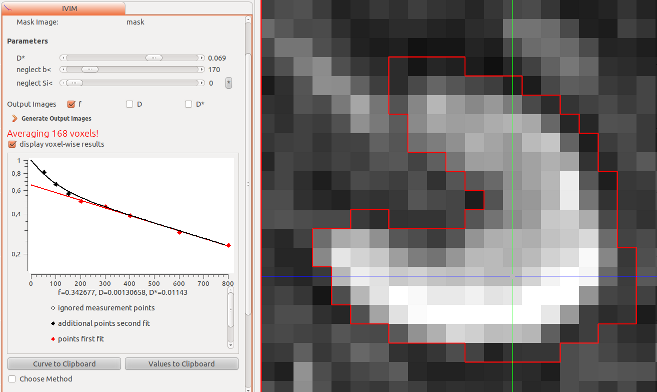 IVIM
Mask Image: mask
Parameters
D* 0.069
neglect b< 170
neglect Si< 0
Output Images f D D*
Generate Output Images
Averaging 168 voxels!
display voxel-wise results
1
0,8
0,6
0,4
0,2
0 100 200 300 400 500 600 700 800
f=0.342677, D=0.00130658, D*=0.01143
ignored measurement points
additional points second fit
points first fit
Curve to Clipboard Values to Clipboard
Choose Method